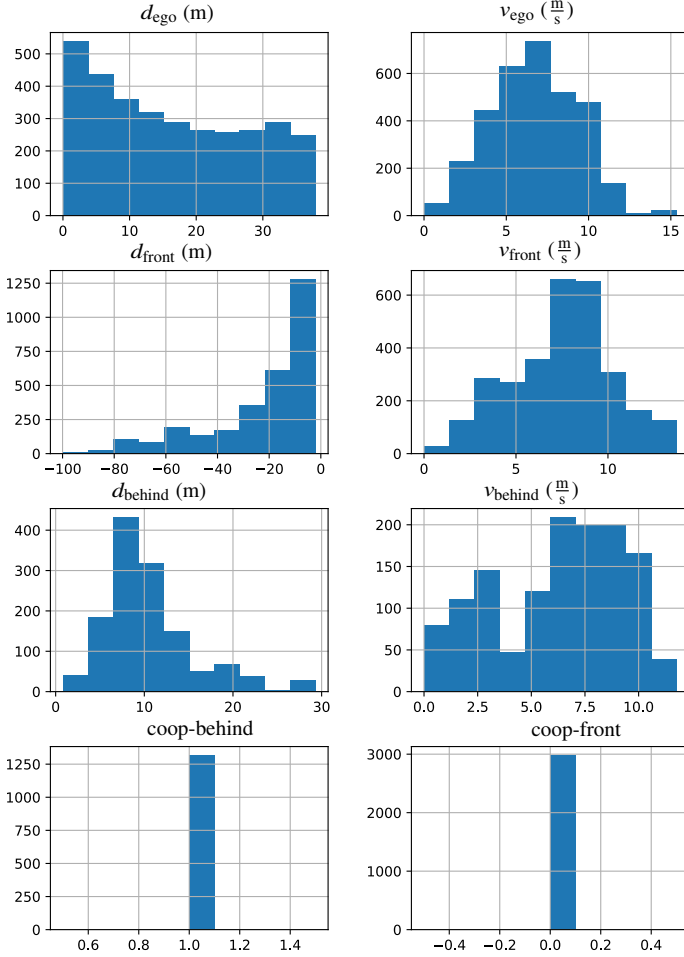 d_ego (m)
500
400
300
200
100
0
0 10 20 30
v_ego (m/s)
600
400
200
0
0 5 10 15
d_front (m)
1250
1000
750
500
250
0
−100 −80 −60 −40 −20 0
v_front (m/s)
600
400
200
0
0 5 10
d_behind (m)
400
300
200
100
0
0 10 20 30
v_behind (m/s)
200
150
100
50
0
0.0 2.5 5.0 7.5 10.0
coop-behind
1250
1000
750
500
250
0
0.6 0.8 1.0 1.2 1.4
coop-front
3000
2000
1000
0
−0.4 −0.2 0.0 0.2 0.4